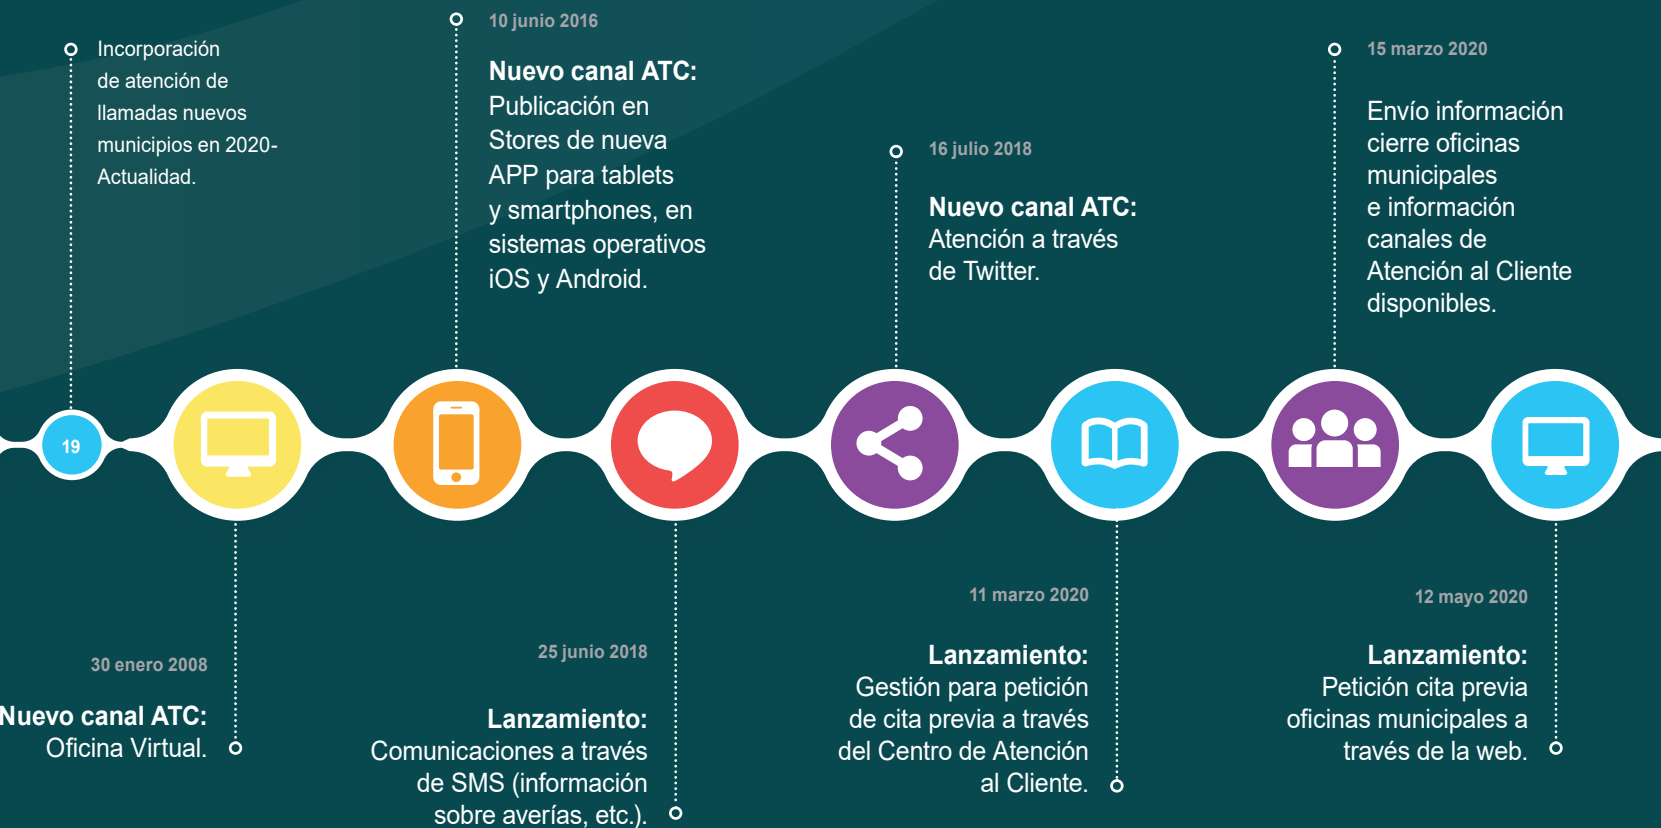 Incorporación
de atención de
llamadas nuevos
municipios en 2020-
Actualidad.
19
30 enero 2008
Nuevo canal ATC:
Oficina Virtual.
10 junio 2016
Nuevo canal ATC:
Publicación en
Stores de nueva
APP para tablets
y smartphones, en
sistemas operativos
iOS y Android.
25 junio 2018
Lanzamiento:
Comunicaciones a través
de SMS (información
sobre averías, etc.).
16 julio 2018
Nuevo canal ATC:
Atención a través
de Twitter.
11 marzo 2020
Lanzamiento:
Gestión para petición
de cita previa a través
del Centro de Atención
al Cliente.
15 marzo 2020
Envío información
cierre oficinas
municipales
e información
canales de
Atención al Cliente
disponibles.
12 mayo 2020
Lanzamiento:
Petición cita previa
oficinas municipales a
través de la web.